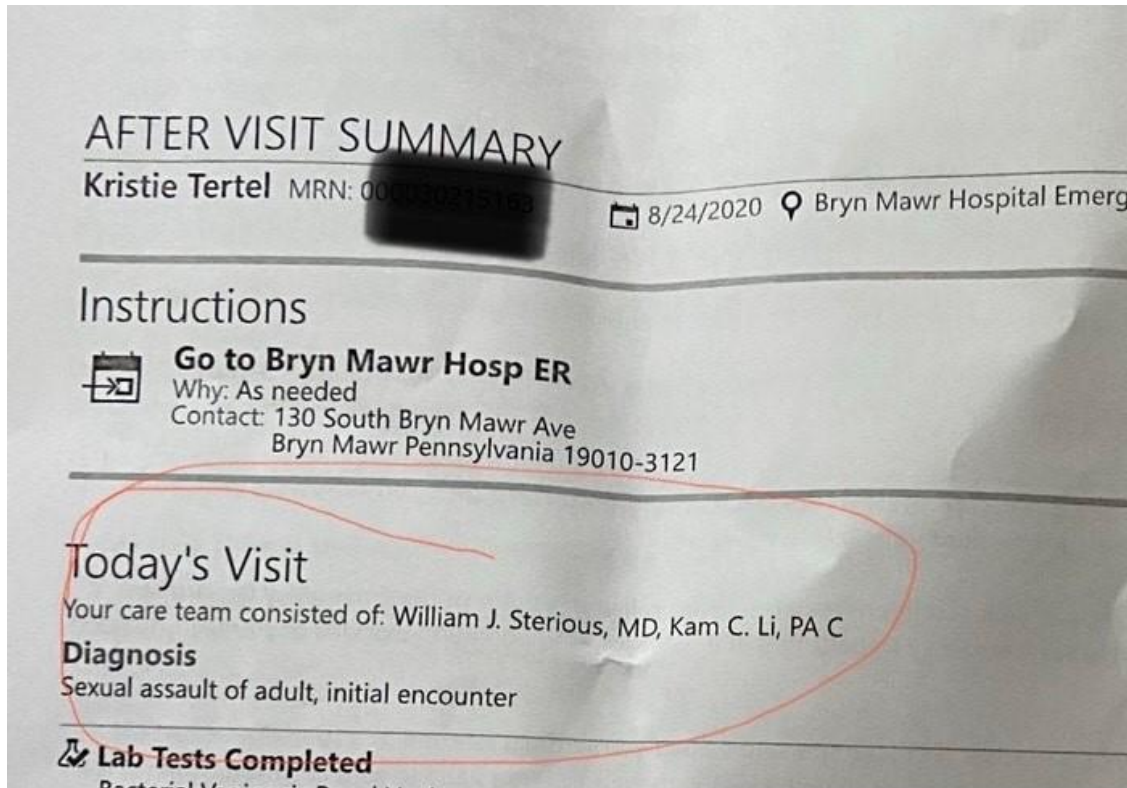 AFTER VISIT SUMMARY
Kristie Tertel MRN: 8/24/2020 Bryn Mawr Hospital Emerg
Instructions
Go to Bryn Mawr Hosp ER
Why: As needed
Contact: 130 South Bryn Mawr Ave
Bryn Mawr Pennsylvania 19010-3121
Today's Visit
Your care team consisted of: William J. Sterious, MD, Kam C. Li, PA C
Diagnosis
Sexual assault of adult, initial encounter
Lab Tests Completed